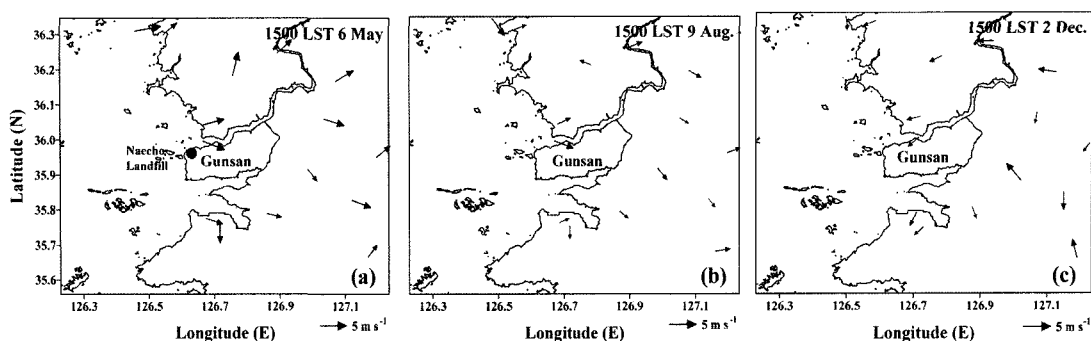 1500 LST 6 May
1500 LST 9 Aug.
1500 LST 2 Dec.
36.3
36.2
36.1
36.0
35.9
35.8
35.7
35.6
Latitude (N)
Naecho
Landfill
Gunsan
Gunsan
Gunsan
(a)
(b)
(c)
126.3 126.5 126.7 126.9 127.1
126.3 126.5 126.7 126.9 127.1
126.3 126.5 126.7 126.9 127.1
Longitude (E)
5 m s-1
Longitude (E)
5 m s-1
Longitude (E)
5 m s-1